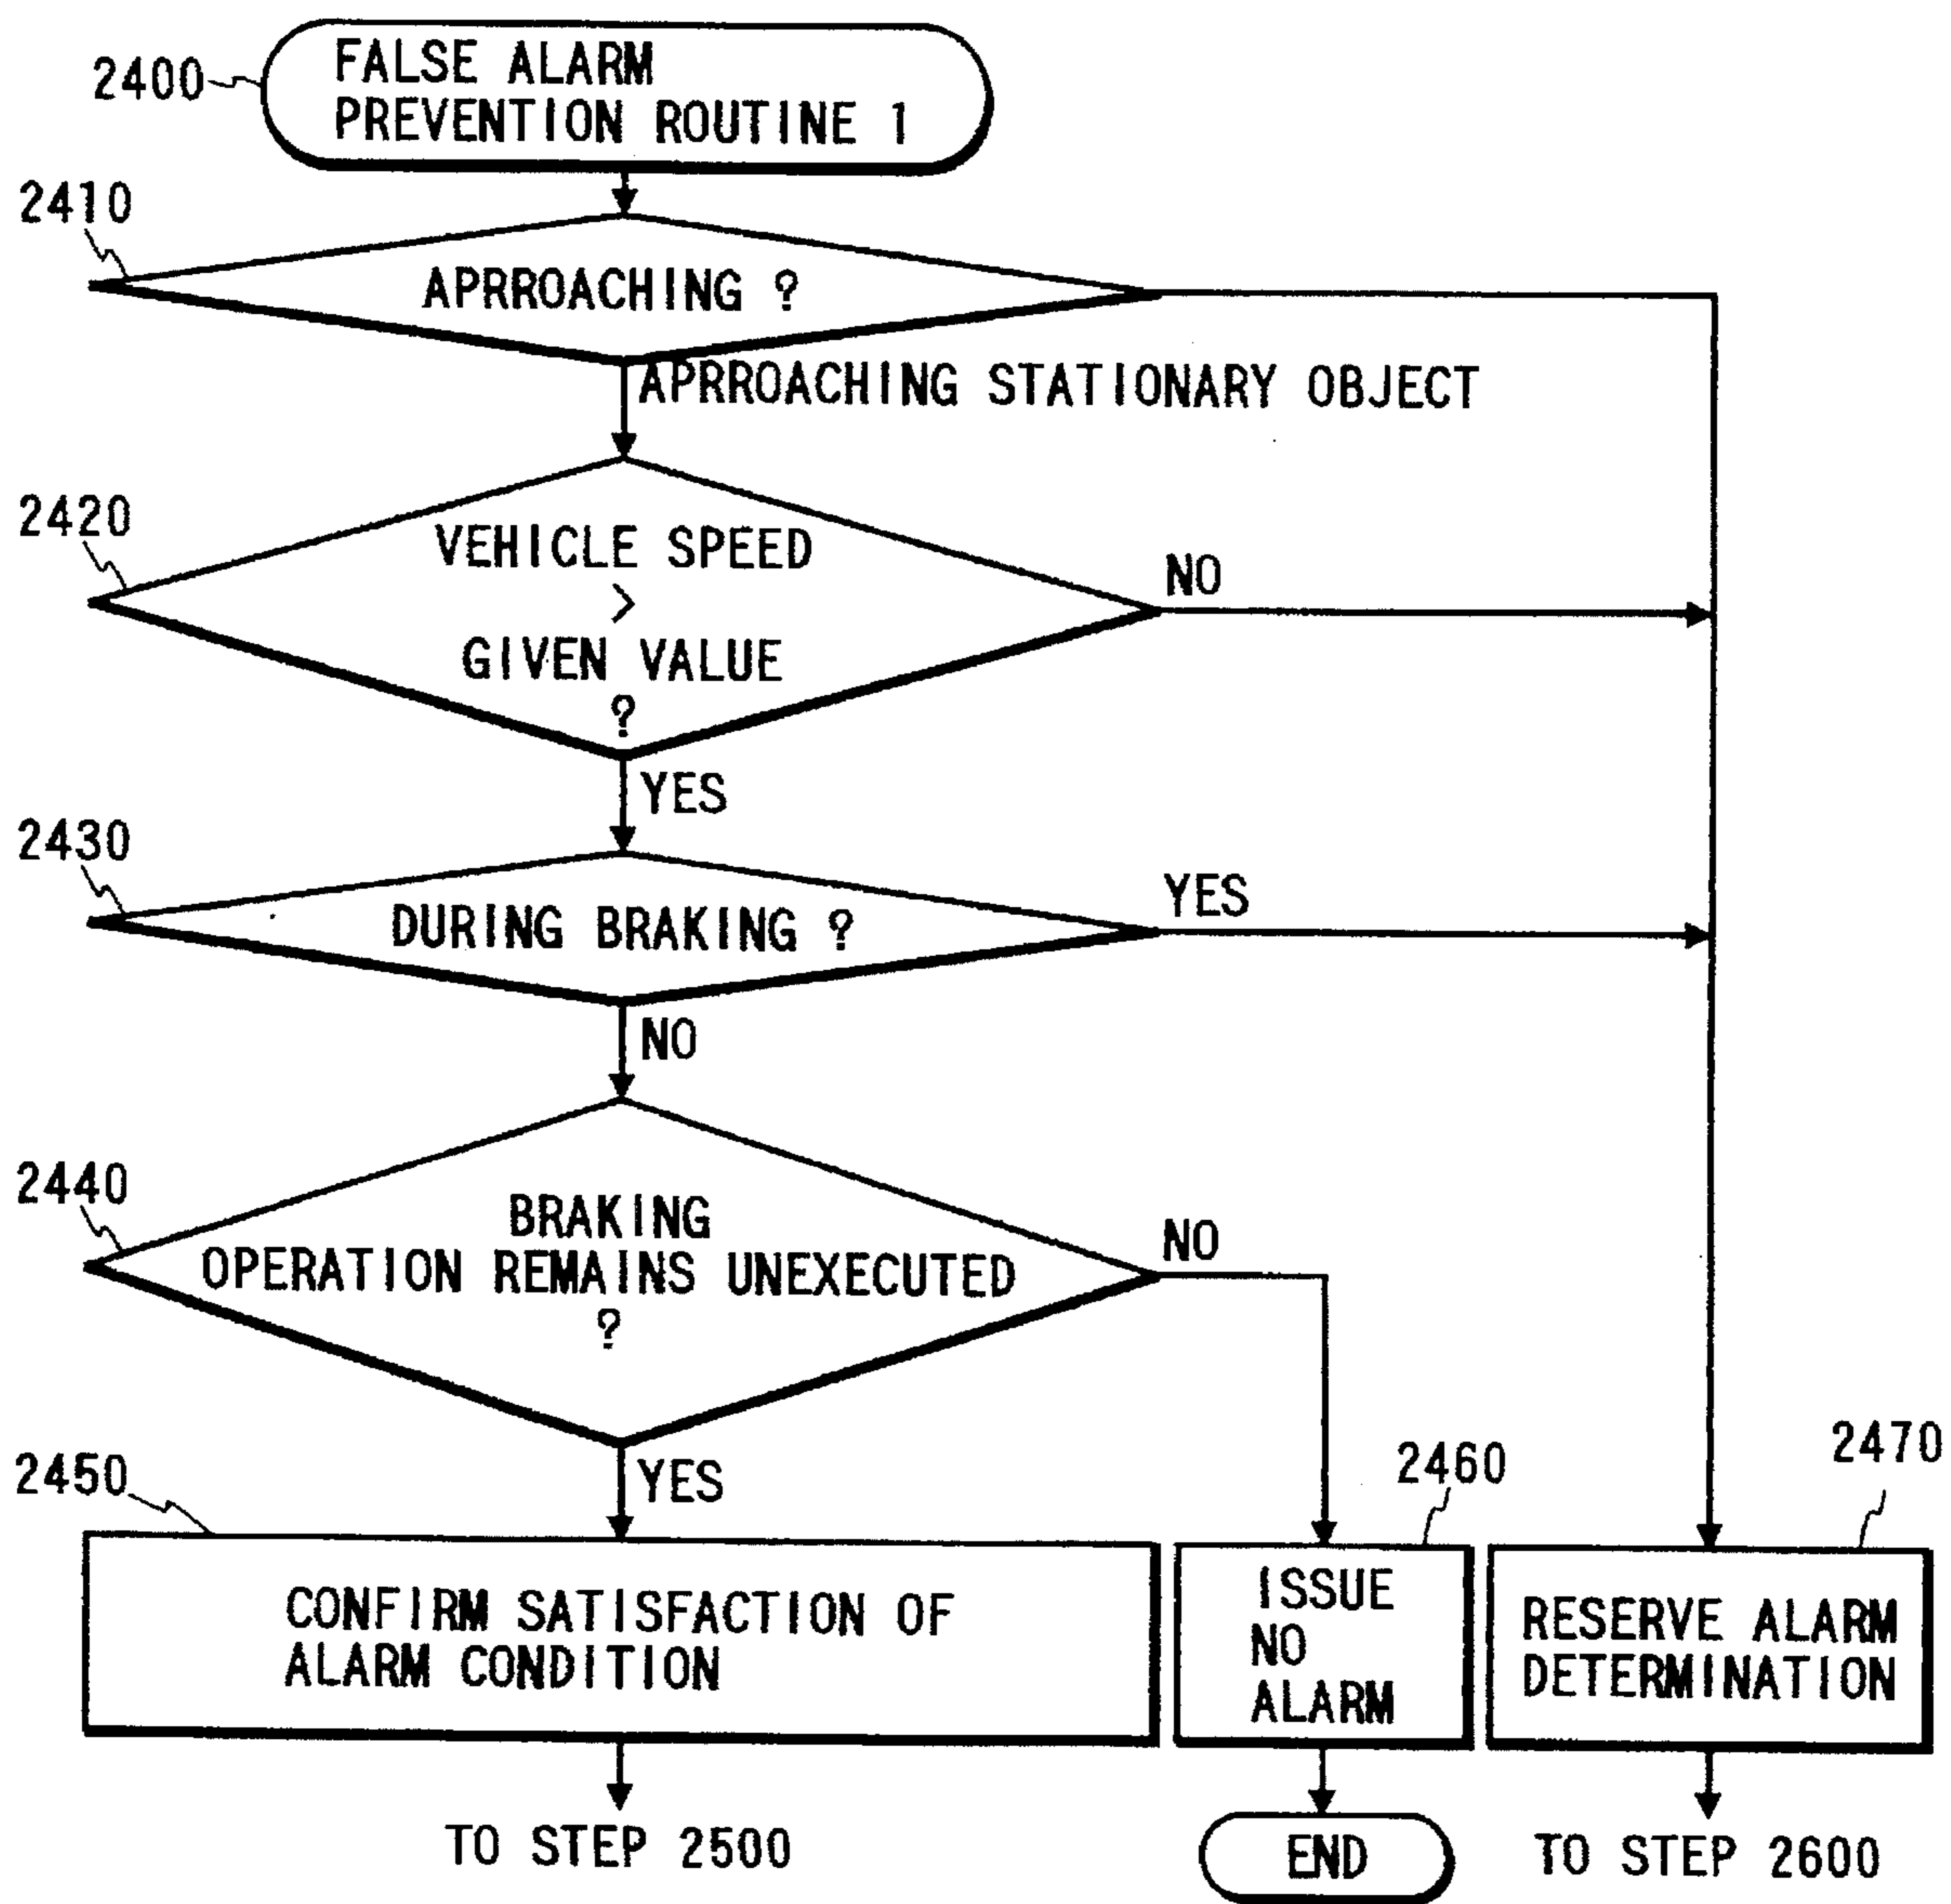 2400
FALSE ALARM
PREVENTION ROUTINE 1
2410
APRROACHING ?
APRROACHING STATIONARY OBJECT
2420
VEHICLE SPEED
>
GIVEN VALUE
?
NO
YES
2430
DURING BRAKING ?
YES
NO
2440
BRAKING
OPERATION REMAINS UNEXECUTED
?
NO
YES
2450
CONFIRM SATISFACTION OF
ALARM CONDITION
2460
ISSUE
NO
ALARM
2470
RESERVE ALARM
DETERMINATION
TO STEP 2500
END
TO STEP 2600